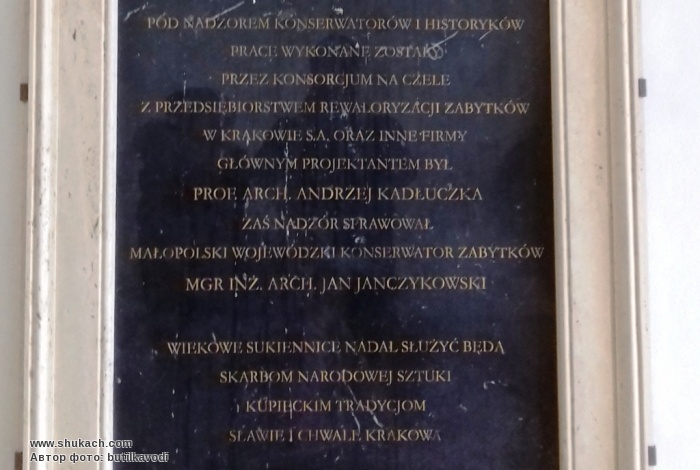 POD NADZOREM KONSERWATORÓW I HISTORYKÓW
PRACE WYKONANE ZOSTAŁY
PRZEZ KONSORCJUM NA CZELE
Z PRZEDSIĘBIORSTWEM REWALORYZACJI ZABYTKÓW
W KRAKOWIE S.A. ORAZ INNE FIRMY
GŁÓWNYM PROJEKTANTEM BYŁ
PROF. ARCH. ANDRZEJ KADŁUCZKA
ZAŚ NADZÓR SPRAWOWAŁ
MAŁOPOLSKI WOJEWÓDZKI KONSERWATOR ZABYTKÓW
MGR INŻ. ARCH. JAN JANCZYKOWSKI
WIEKOWE SUKIENNICE NADAL SŁUŻYĆ BĘDĄ
SKARBOM NARODOWEJ SZTUKI
I KUPIECKIM TRADYCJOM
SŁAWIE I CHWALE KRAKOWA
www.shukach.com
Автор фото: butilkavodi